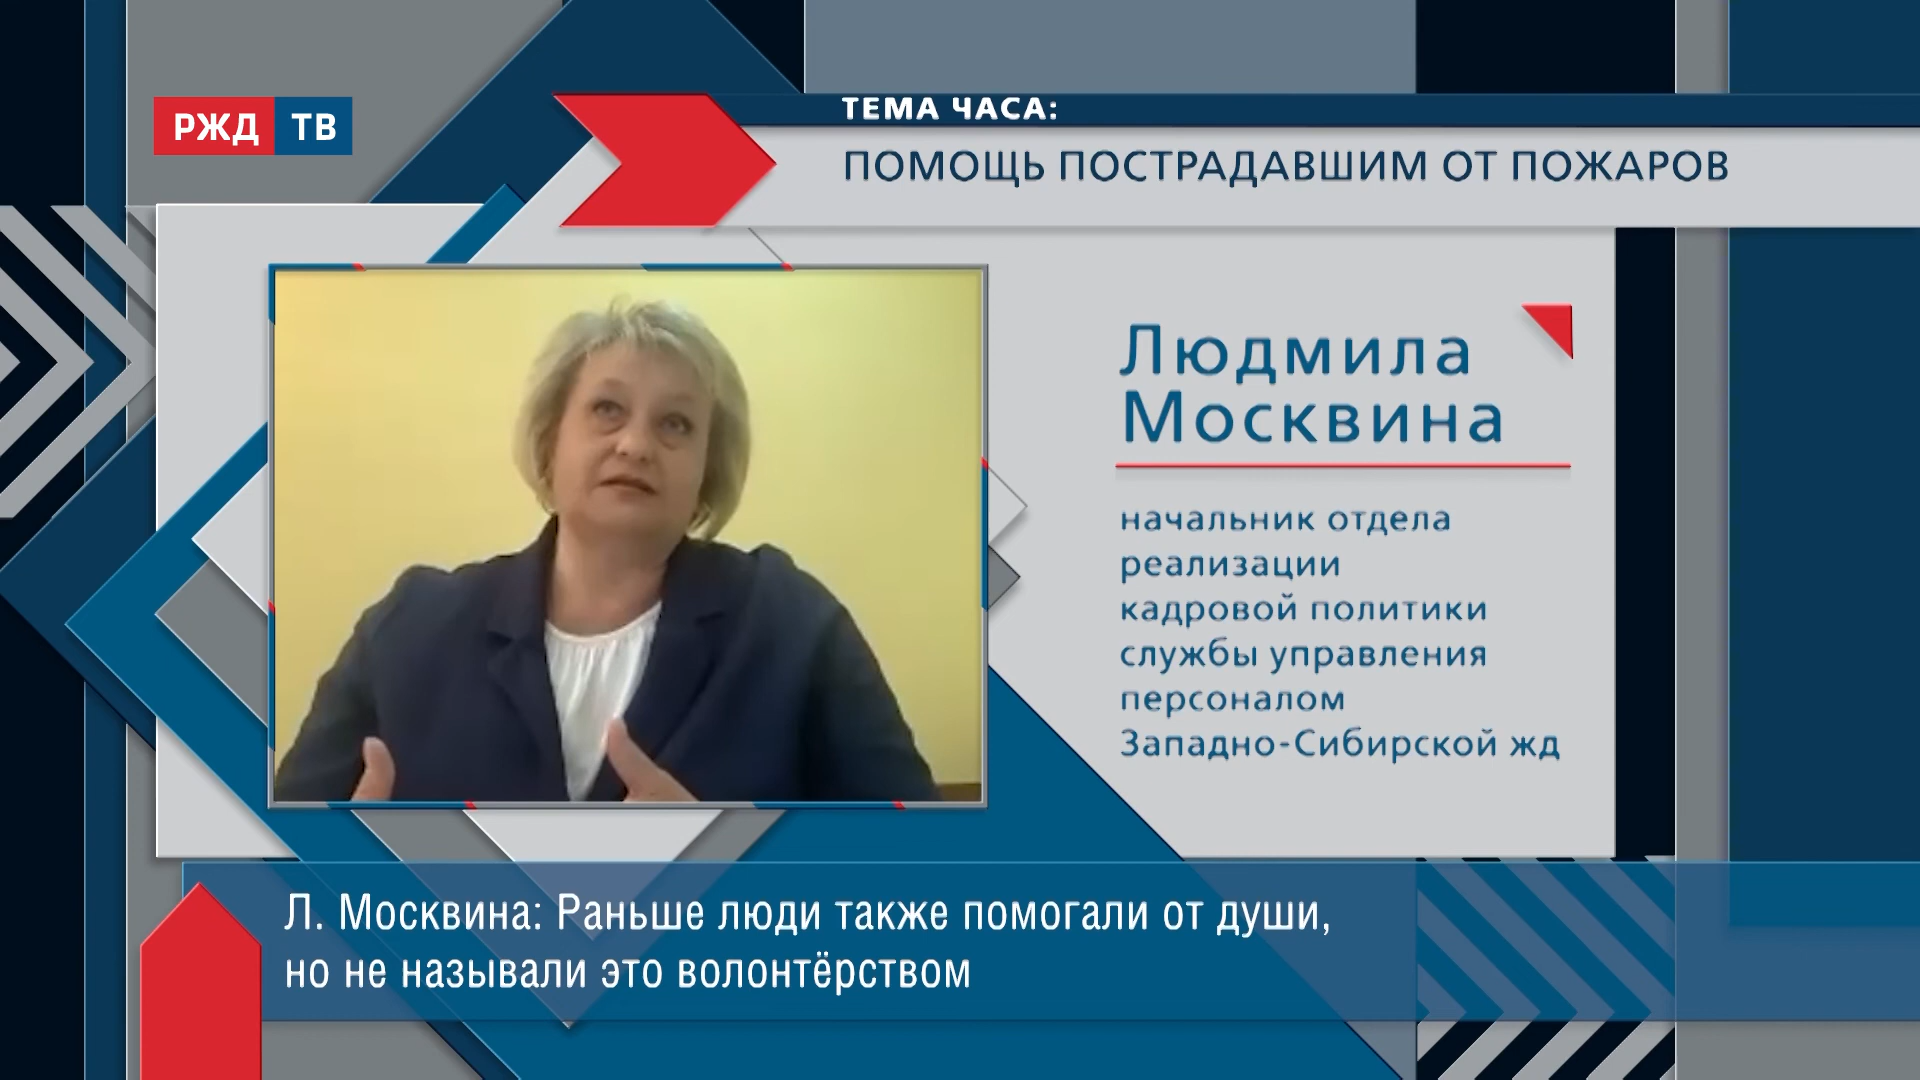 РЖД ТВ
ТЕМА ЧАСА:
ПОМОЩЬ ПОСТРАДАВШИМ ОТ ПОЖАРОВ
Людмила
Москвина
начальник отдела
реализации
кадровой политики
службы управления
персоналом
Западно-Сибирской жд
Л. Москвина: Раньше люди также помогали от души,
но не называли это волонтёрством